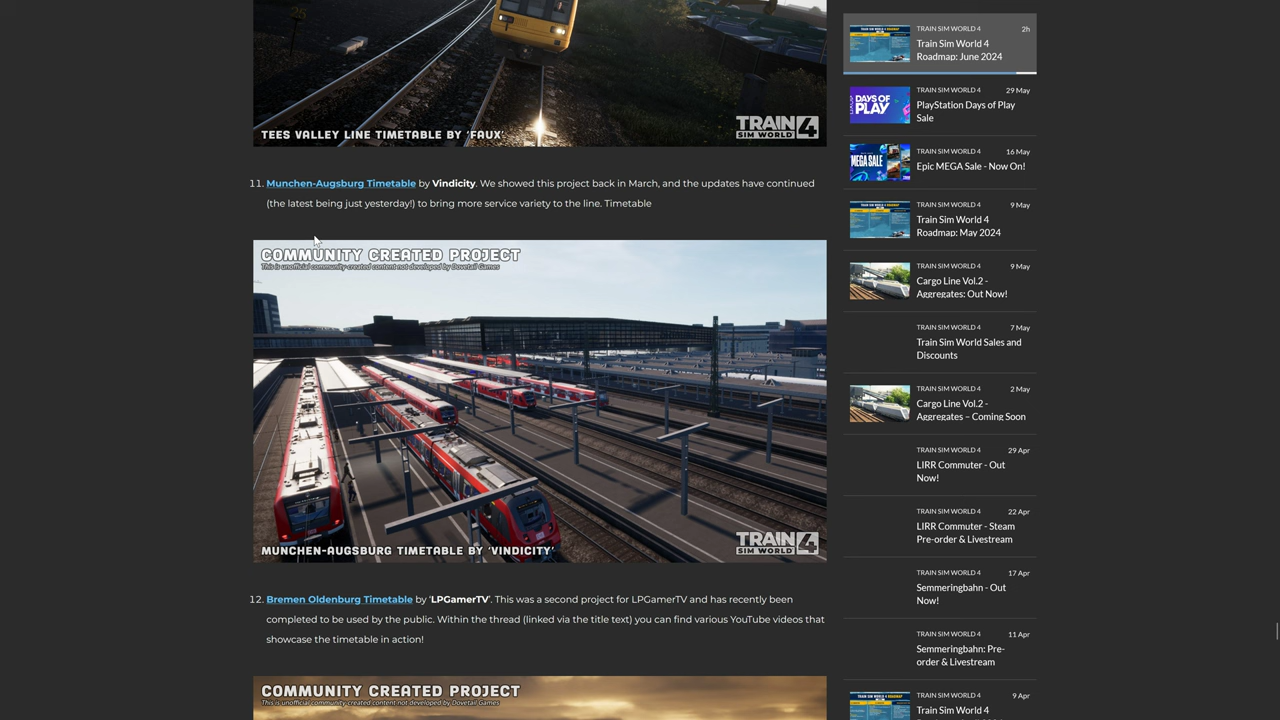 TEES VALLEY LINE TIMETABLE BY 'FAUX'
TRAIN
SIM WORLD 4
11. Munchen-Augsburg Timetable by Vindicity. We showed this project back in March, and the updates have continued
(the latest being just yesterday!) to bring more service variety to the line. Timetable
COMMUNITY CREATED PROJECT
This is unofficial community created content not developed by Dovetail Games
MUNCHEN-AUGSBURG TIMETABLE BY 'VINDICITY'
TRAIN
SIM WORLD 4
12. Bremen Oldenburg Timetable by 'LPGamerTV'. This was a second project for LPGamerTV and has recently been
completed to be used by the public. Within the thread (linked via the title text) you can find various YouTube videos that
showcase the timetable in action!
COMMUNITY CREATED PROJECT
This is unofficial community created content not developed by Dovetail Games
TRAIN SIM WORLD 4 2h
Train Sim World 4
Roadmap: June 2024
DAYS OF
PLAY
TRAIN SIM WORLD 4 29 May
PlayStation Days of Play
Sale
MEGA SALE
TRAIN SIM WORLD 4 16 May
Epic MEGA Sale - Now On!
TRAIN SIM WORLD 4 9 May
Train Sim World 4
Roadmap: May 2024
TRAIN SIM WORLD 4 9 May
Cargo Line Vol.2 -
Aggregates: Out Now!
TRAIN SIM WORLD 4 7 May
Train Sim World Sales and
Discounts
TRAIN SIM WORLD 4 2 May
Cargo Line Vol.2 -
Aggregates – Coming Soon
TRAIN SIM WORLD 4 29 Apr
LIRR Commuter - Out
Now!
TRAIN SIM WORLD 4 22 Apr
LIRR Commuter - Steam
Pre-order & Livestream
TRAIN SIM WORLD 4 17 Apr
Semmeringbahn - Out
Now!
TRAIN SIM WORLD 4 11 Apr
Semmeringbahn: Pre-
order & Livestream
TRAIN SIM WORLD 4 9 Apr
Train Sim World 4